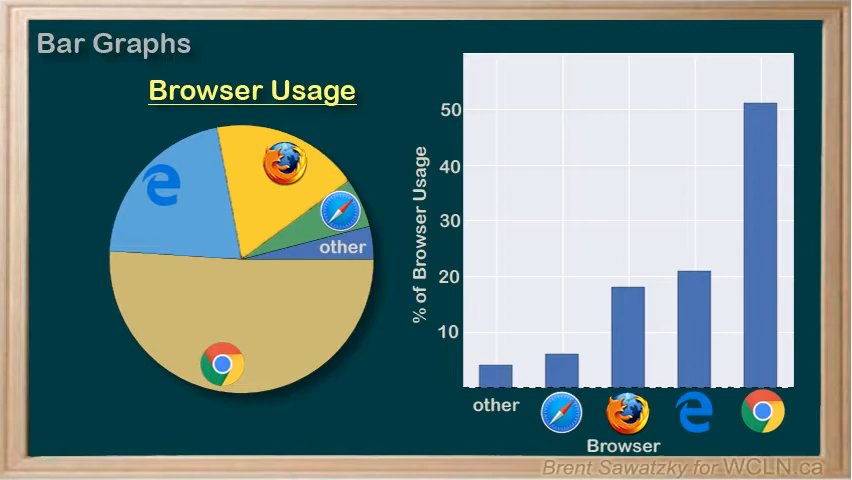 Bar Graphs
Browser Usage
other
% of Browser Usage
50
40
30
20
10
other
Browser
Brent Sawatzky for WCLN.ca